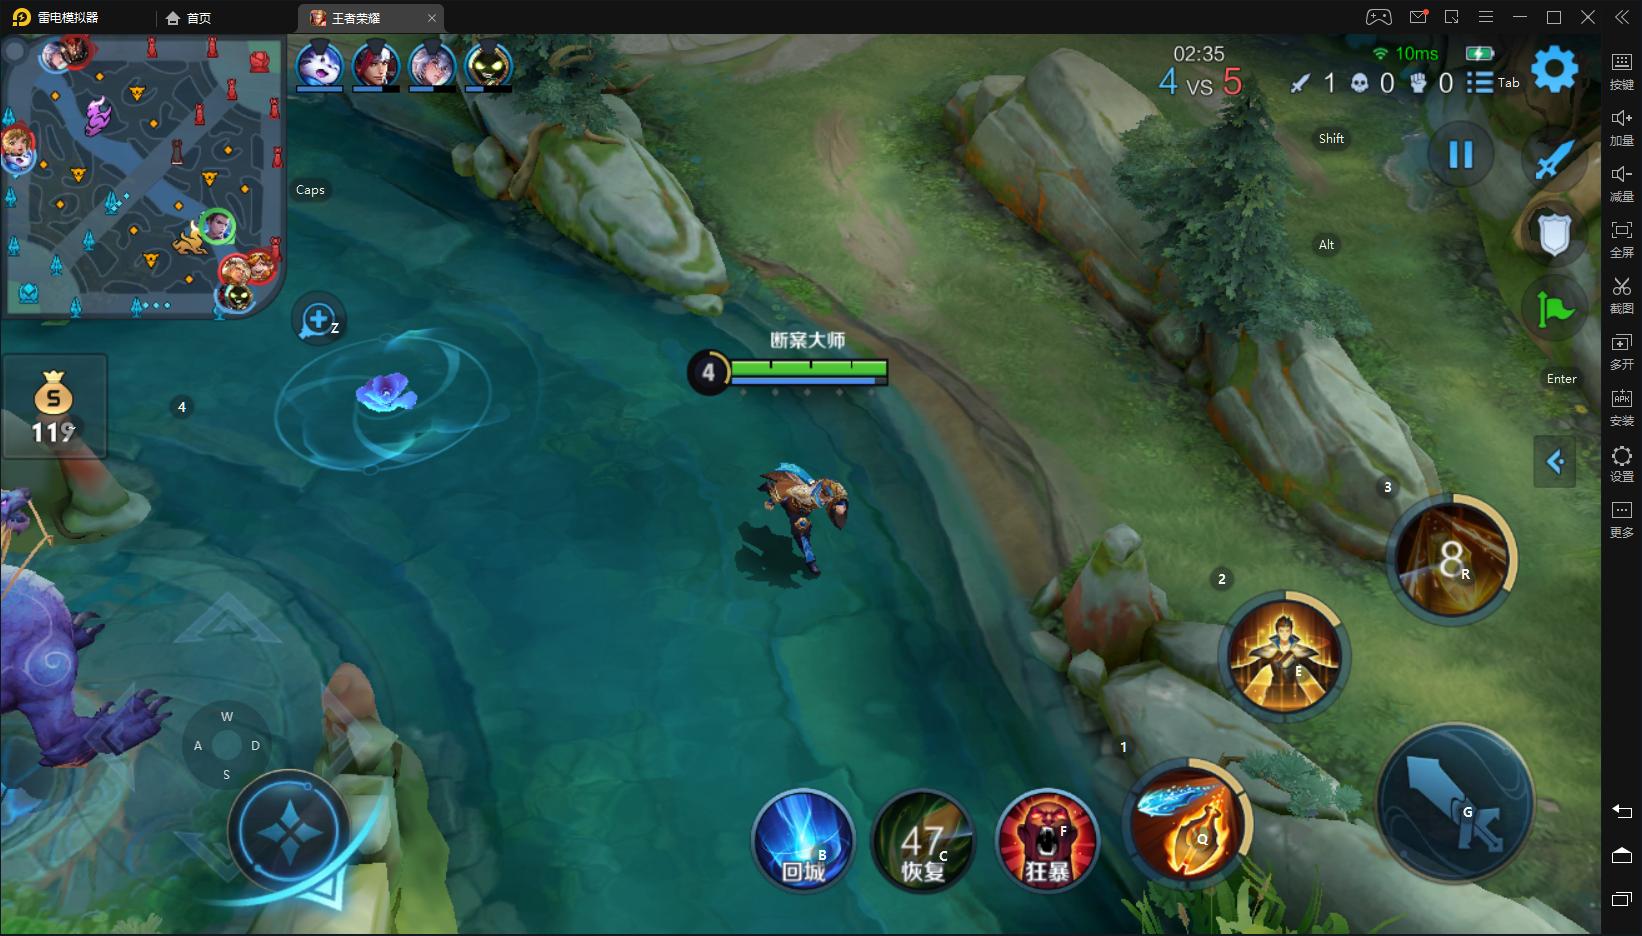 雷电模拟器
首页
王者荣耀
02:35
4 vs 5
10ms
1
0
0
Tab
Shift
Caps
Alt
Z
断案大师
4
Enter
119
4
3
8
R
2
E
W
A
D
S
1
G
B
回城
47
C
恢复
F
狂暴
Q
按键
加量
减量
全屏
截图
多开
APK
安装
设置
更多